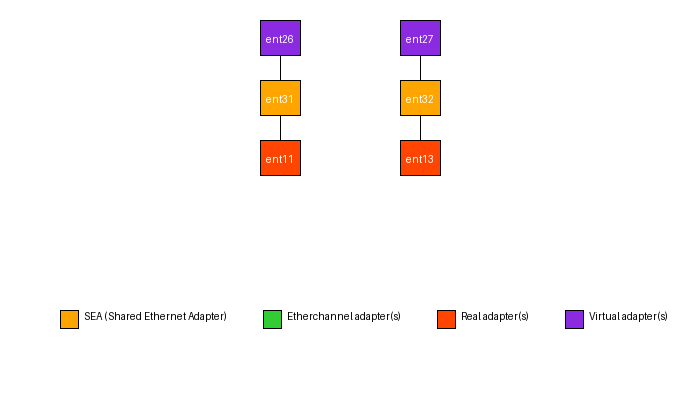 ent26 ent27
ent31 ent32
ent11 ent13
SEA (Shared Ethernet Adapter) Etherchannel adapter(s) Real adapter(s) Virtual adapter(s)